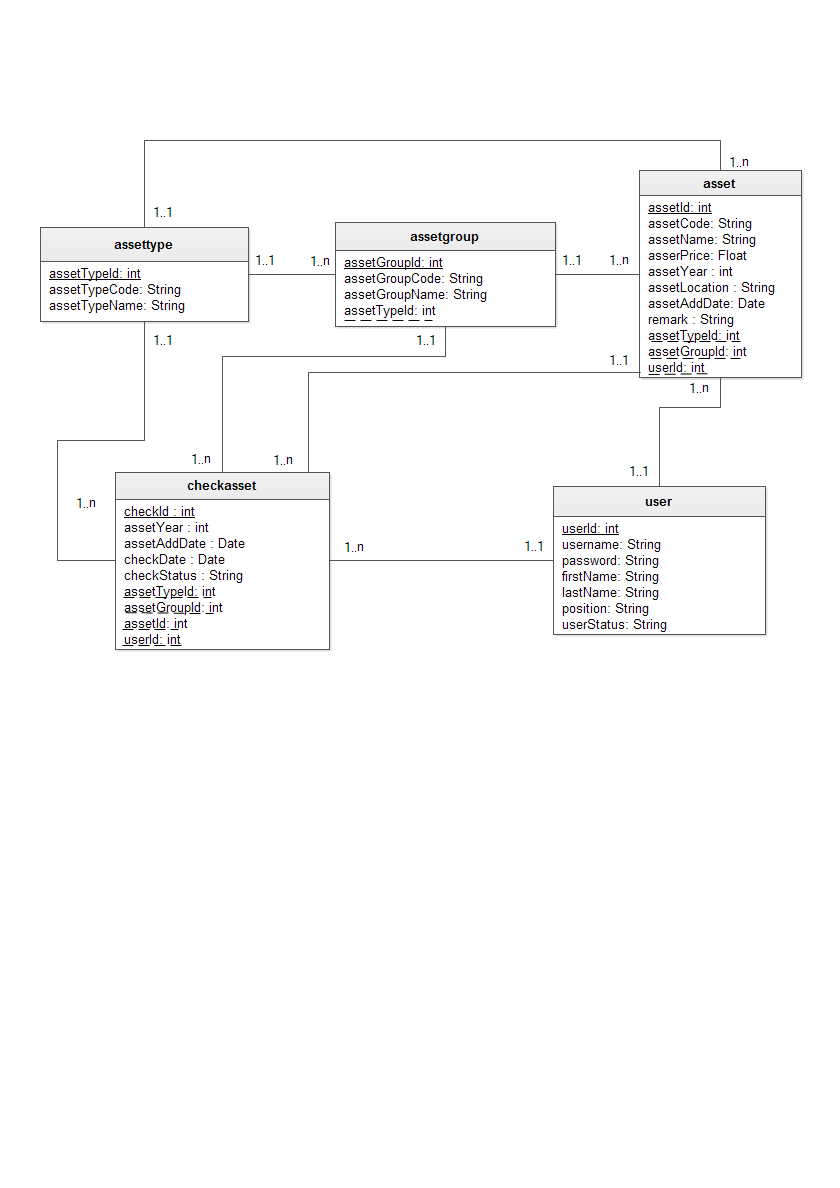 1..n
asset
assetId: int
assetCode: String
assetName: String
asserPrice: Float
assetYear : int
assetLocation : String
assetAddDate: Date
remark : String
assetTypeId: int
assetGroupId: int
userId: int
1..1
assettype
assetTypeId: int
assetTypeCode: String
assetTypeName: String
1..1
1..n
assetgroup
assetGroupId: int
assetGroupCode: String
assetGroupName: String
assetTypeId: int
1..1
1..n
1..1
1..1
1..1
1..n
1..n
1..n
1..n
1..1
checkasset
checkId : int
assetYear : int
assetAddDate : Date
checkDate : Date
checkStatus : String
assetTypeId: int
assetGroupId: int
assetId: int
userId: int
1..n
1..1
user
userId: int
username: String
password: String
firstName: String
lastName: String
position: String
userStatus: String